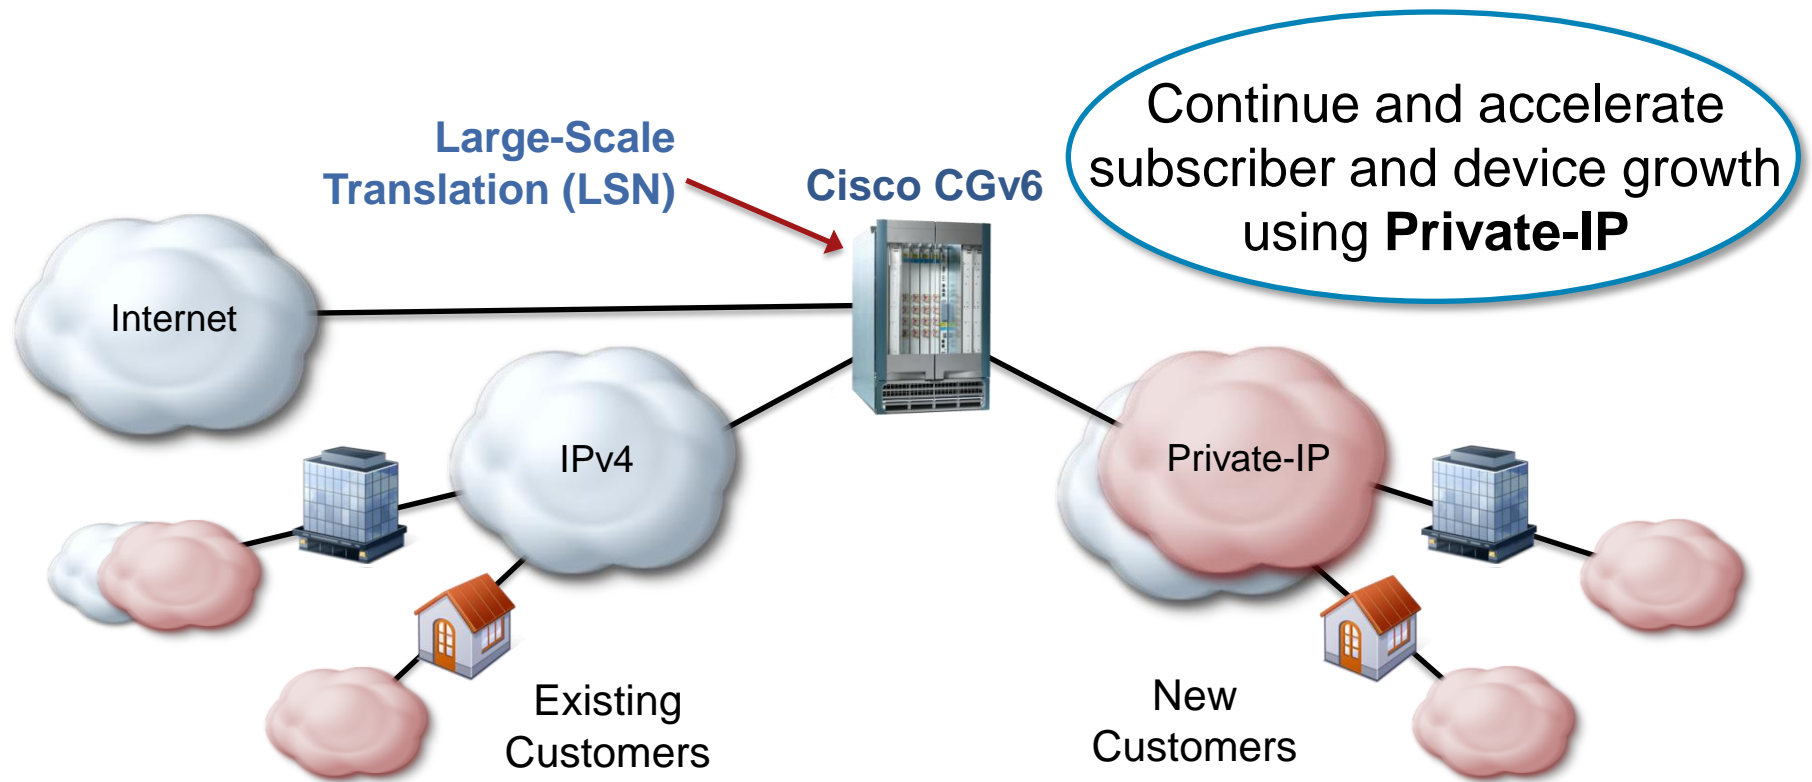 Continue and accelerate
subscriber and device growth
using Private-IP
Large-Scale
Translation (LSN)
Cisco CGv6
Internet
IPv4
Private-IP
Existing
Customers
New
Customers